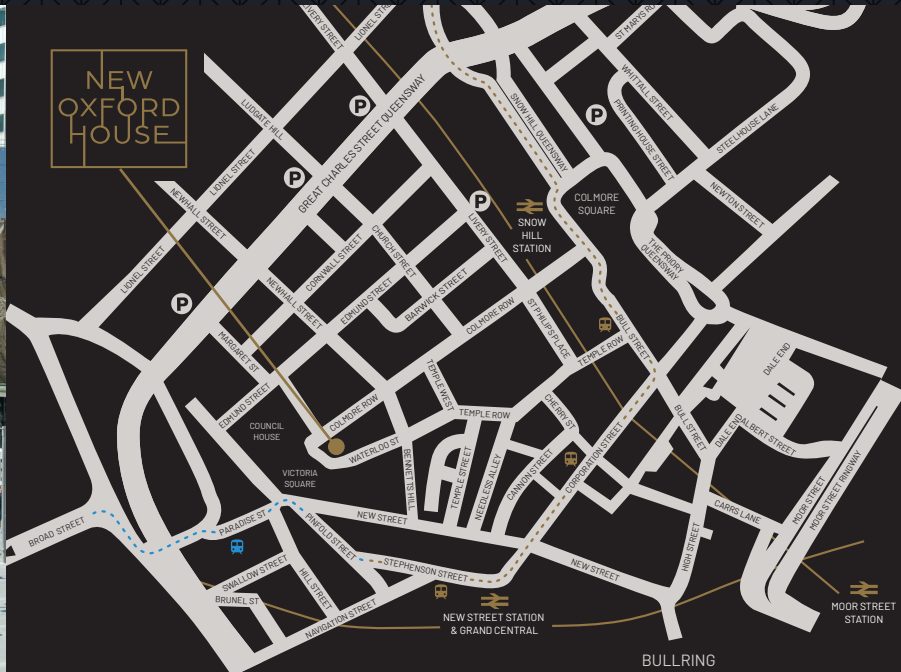 NEW
OXFORD
HOUSE
LIVERY STREET
LIONEL STREET
ST MARYS RO
LUDGATE HILL
P
GREAT CHARLES STREET QUEENSWAY
SNOW HILL QUEENSWAY
WHITTALL STREET
P
PRINTING HOUSE STREET
STEELHOUSE LANE
LIONEL STREET
P
NEWHALL STREET
P
COLMORE
SQUARE
NEWTON STREET
SNOW
HILL
STATION
LIVERY STREET
CHURCH STREET
CORNWALL STREET
THE PRIORY
QUEENSWAY
LIONEL STREET
P
NEWHALL STREET
EDMUND STREET
BARWICK STREET
COLMORE ROW
ST PHILIPS PLACE
BULL STREET
TEMPLE ROW
MARGARET ST
DALE END
EDMUND STREET
TEMPLE WEST
COLMORE ROW
TEMPLE ROW
CHERRY ST
BULL STREET
DALE END
ALBERT STREET
COUNCIL
HOUSE
WATERLOO ST
BENNETTS HILL
TEMPLE STREET
NEEDLESS ALLEY
CANNON STREET
CORPORATION STREET
VICTORIA
SQUARE
MOOR STREET
MOOR STREET RINGWAY
CARRS LANE
NEW STREET
PARADISE ST
PINFOLD STREET
BROAD STREET
HIGH STREET
STEPHENSON STREET
NEW STREET
SWALLOW STREET
HILL STREET
BRUNEL ST
NAVIGATION STREET
NEW STREET STATION
& GRAND CENTRAL
MOOR STREET
STATION
BULLRING